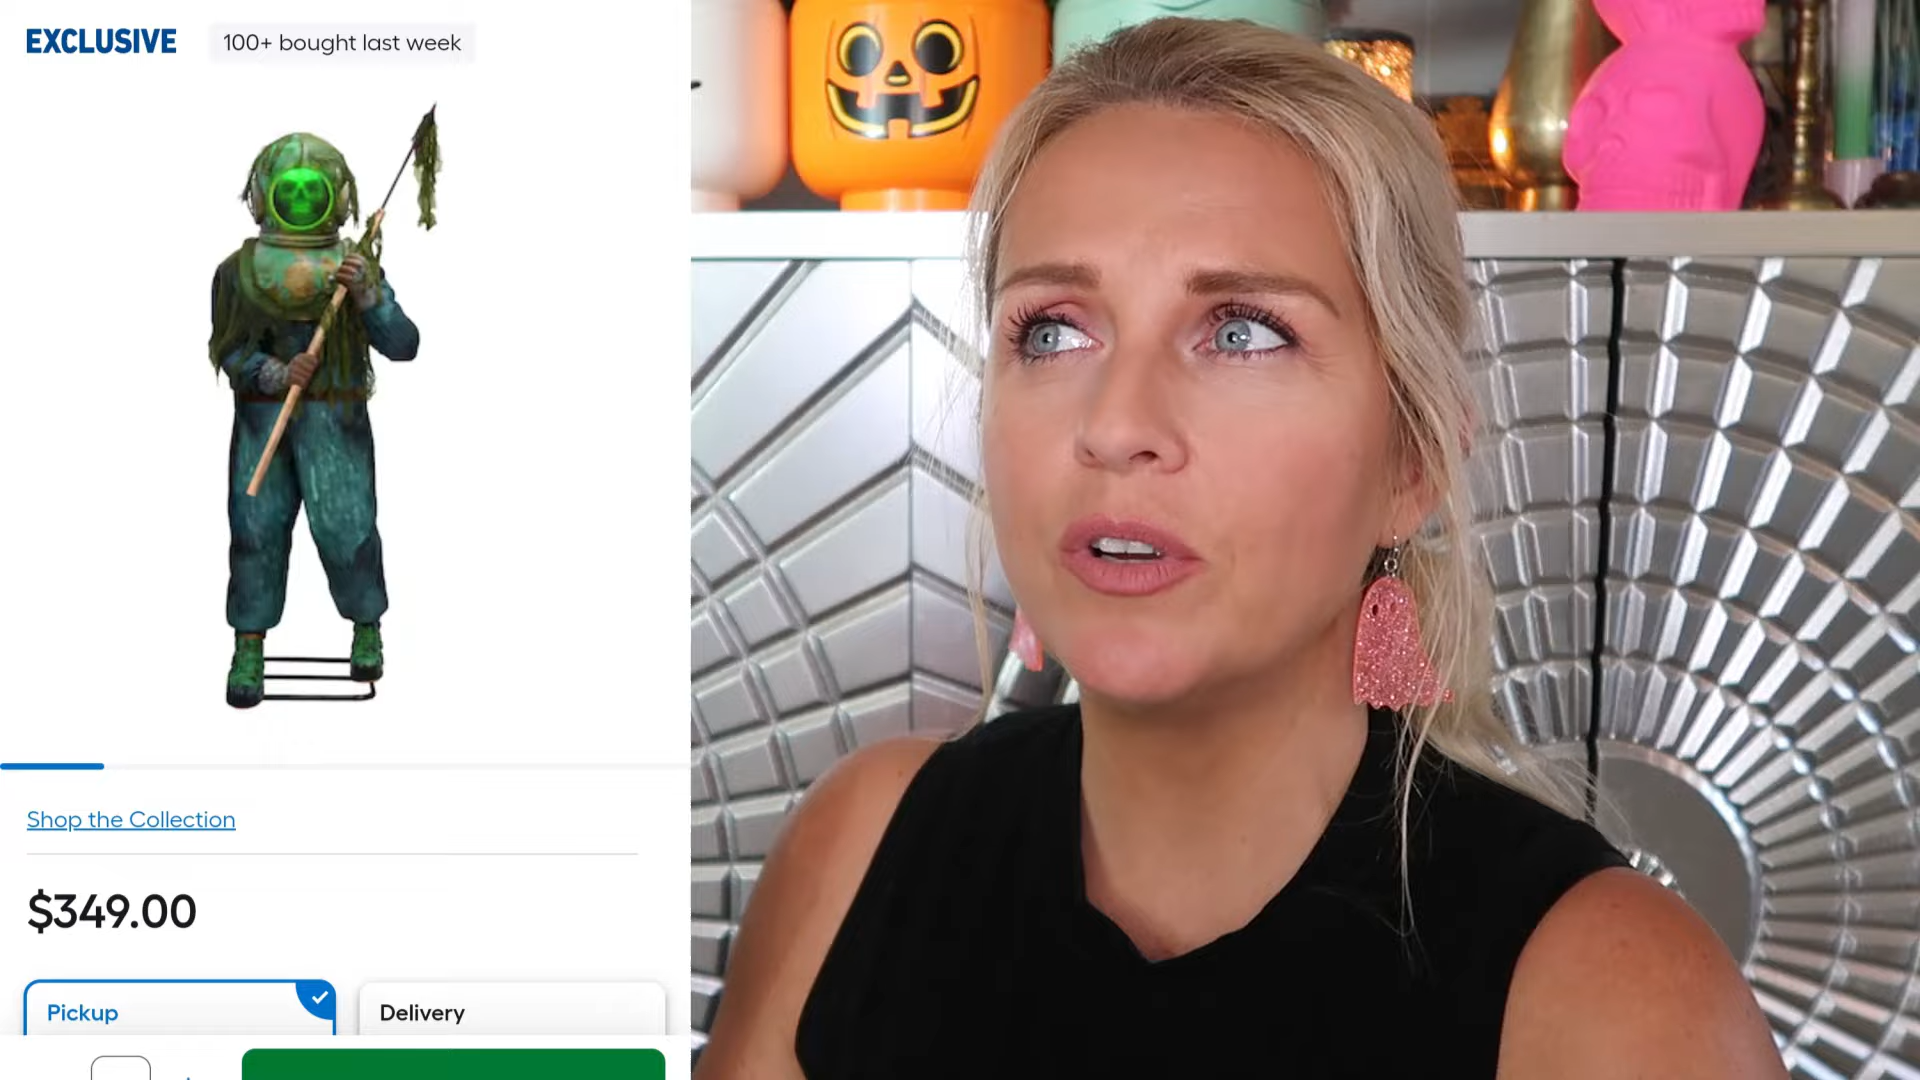 EXCLUSIVE
100+ bought last week
Shop the Collection
$349.00
Pickup
Delivery